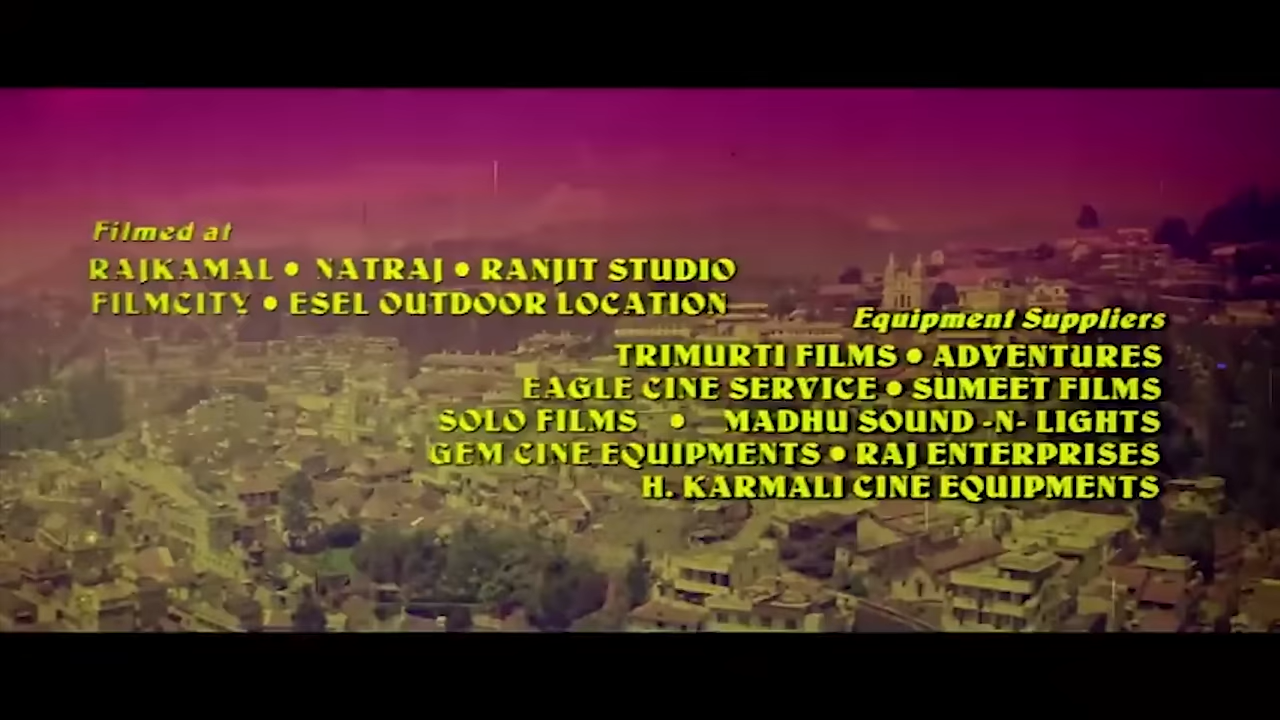 Filmed at
RAJKAMAL • NATRAJ • RANJIT STUDIO
FILMCITY • ESEL OUTDOOR LOCATION
Equipment Suppliers
TRIMURTI FILMS • ADVENTURES
EAGLE CINE SERVICE • SUMEET FILMS
SOLO FILMS • MADHU SOUND -N- LIGHTS
GEM CINE EQUIPMENTS • RAJ ENTERPRISES
H. KARMALI CINE EQUIPMENTS